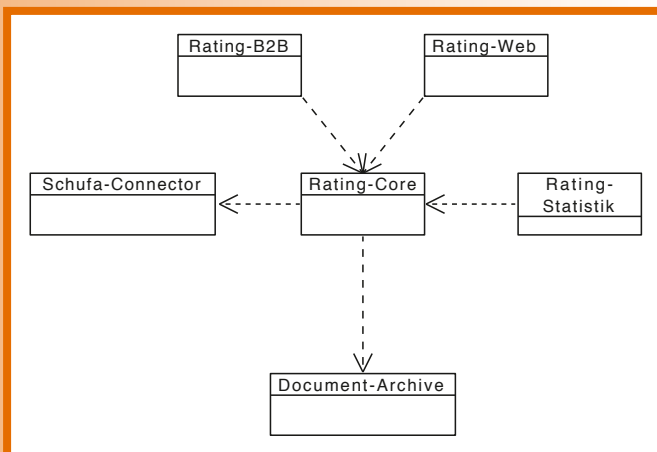 Rating-B2B
Rating-Web
Schufa-Connector
Rating-Core
Rating-
Statistik
Document-Archive